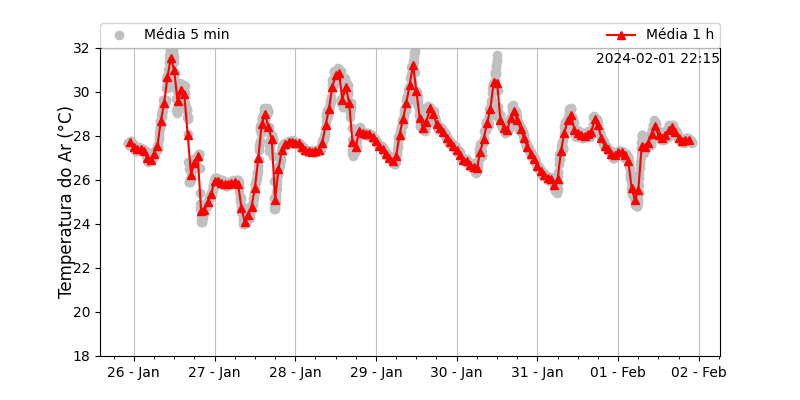 Média 5 min
Média 1 h
2024-02-01 22:15
Temperatura do Ar (°C)
32
30
28
26
24
22
20
18
26 - Jan
27 - Jan
28 - Jan
29 - Jan
30 - Jan
31 - Jan
01 - Feb
02 - Feb